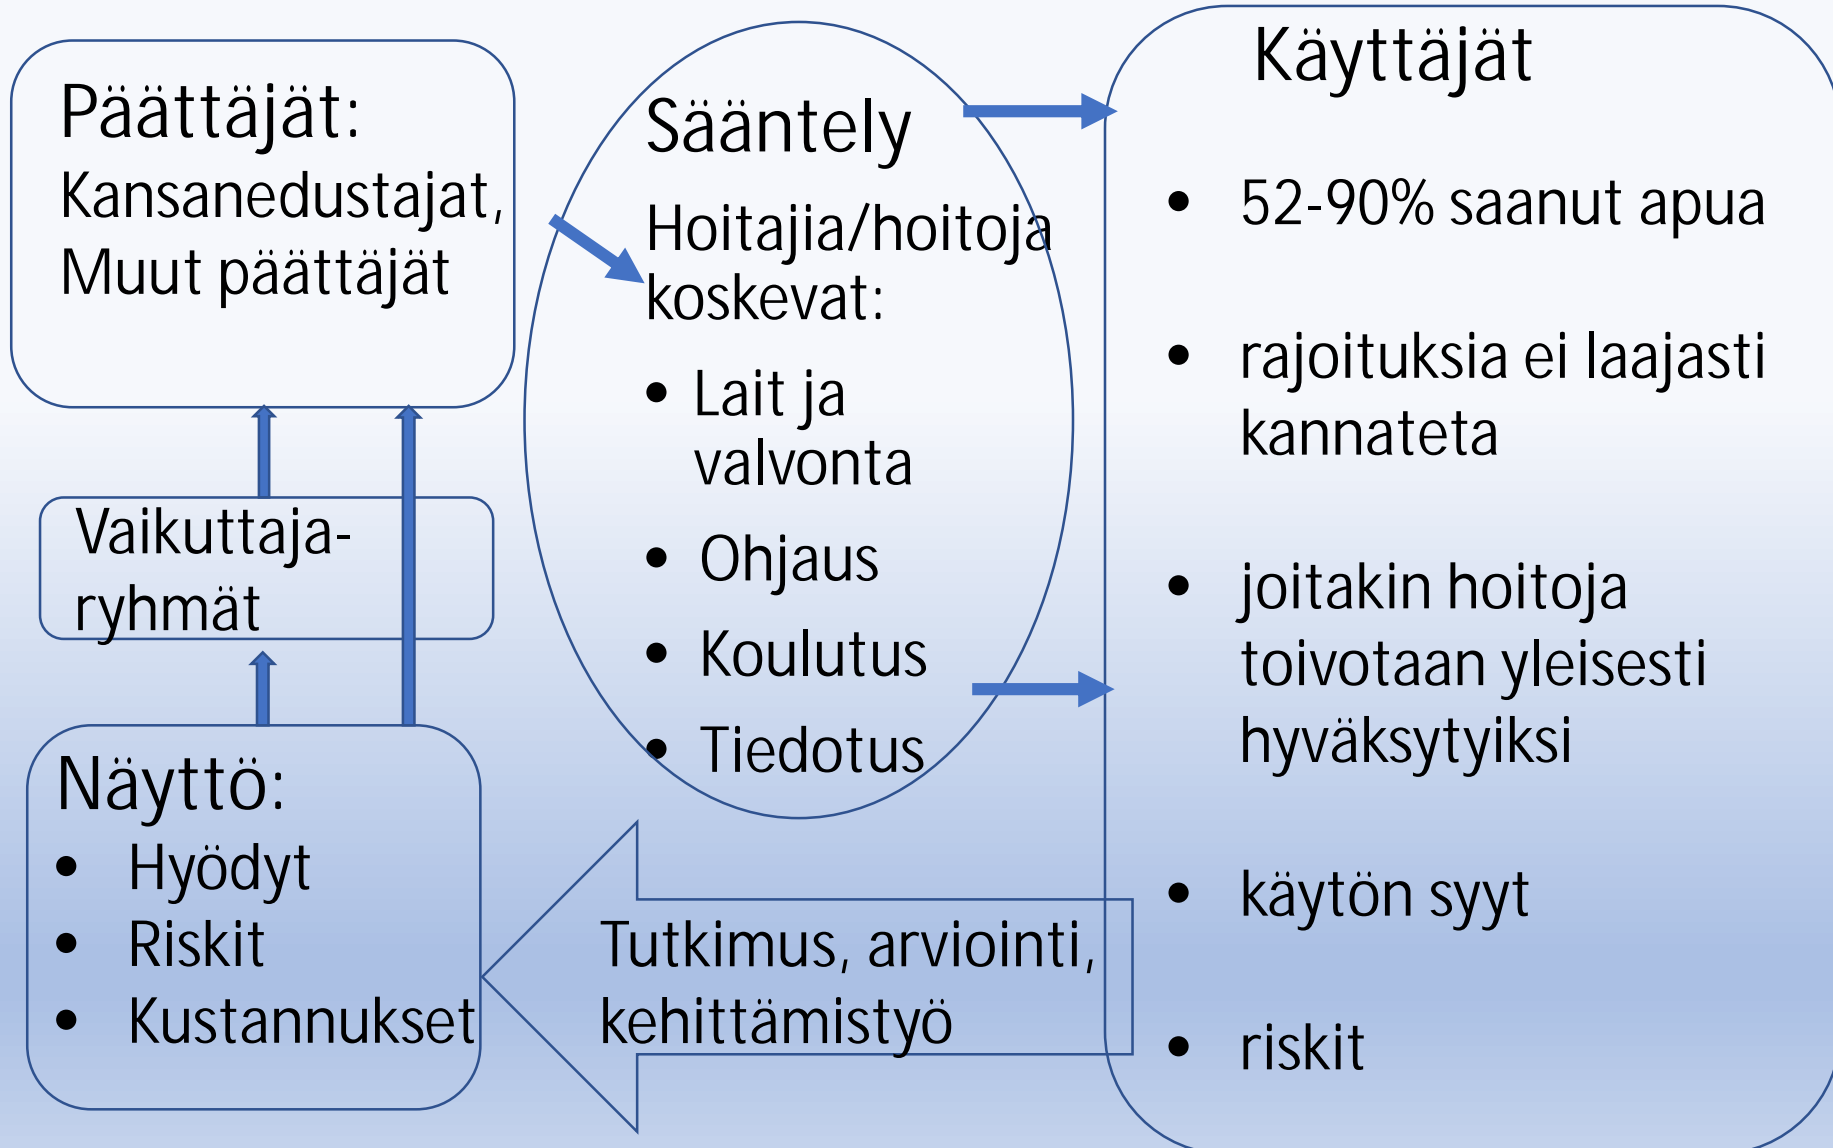 Päättäjät:
Kansanedustajat,
Muut päättäjät
Vaikuttaja-
ryhmät
Näyttö:
• Hyödyt
• Riskit
• Kustannukset
Sääntely
Hoitajia/hoitoja
koskevat:
• Lait ja
valvonta
• Ohjaus
• Koulutus
• Tiedotus
Tutkimus, arviointi,
kehittämistyö
Käyttäjät
• 52-90% saanut apua
• rajoituksia ei laajasti
kannateta
• joitakin hoitoja
toivotaan yleisesti
hyväksytyiksi
• käytön syyt
• riskit